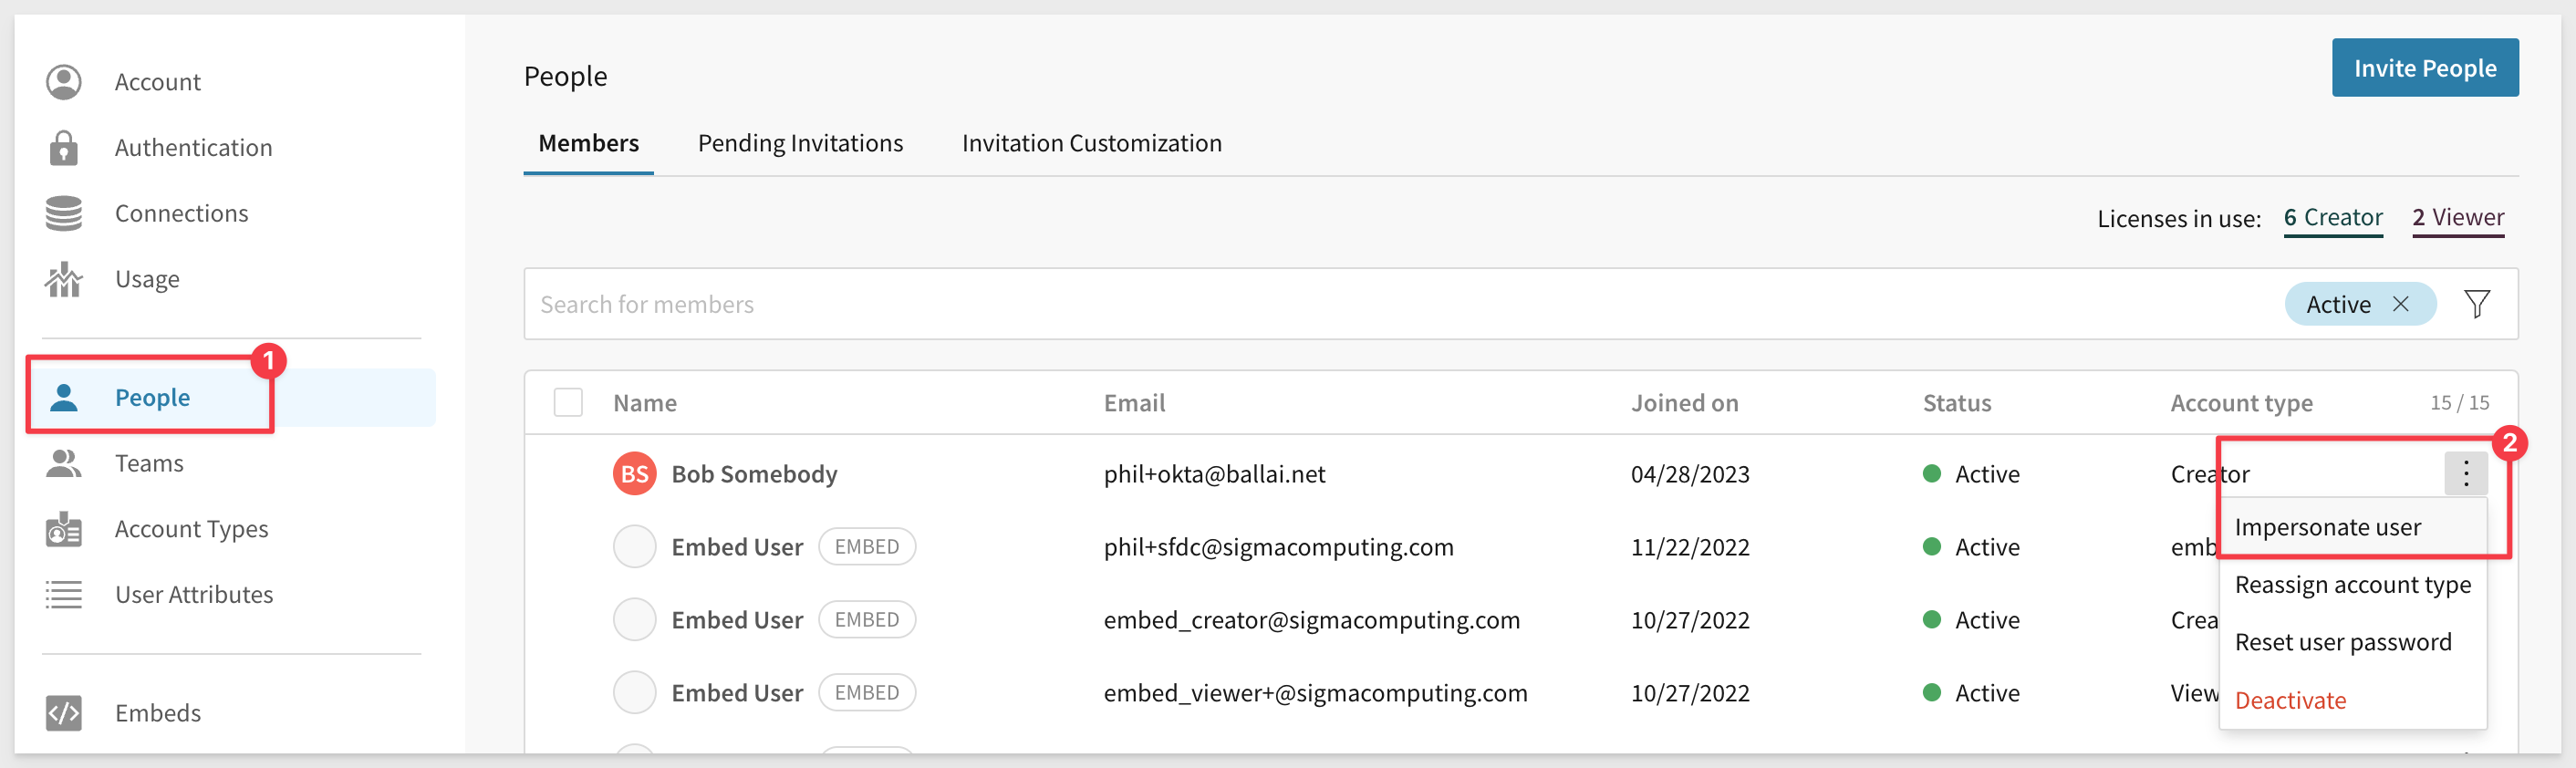 Account
Authentication
Connections
Usage
1
People
Teams
Account Types
User Attributes
Embeds
People
Invite People
Members Pending Invitations Invitation Customization
Licenses in use: 6 Creator 2 Viewer
Search for members Active
Name Email Joined on Status Account type 15 / 15
2
BS Bob Somebody phil+okta@ballai.net 04/28/2023 Active Creator
Embed User EMBED phil+sfdc@sigmacomputing.com 11/22/2022 Active emb
Embed User EMBED embed_creator@sigmacomputing.com 10/27/2022 Active Crea
Embed User EMBED embed_viewer+@sigmacomputing.com 10/27/2022 Active View
Impersonate user
Reassign account type
Reset user password
Deactivate